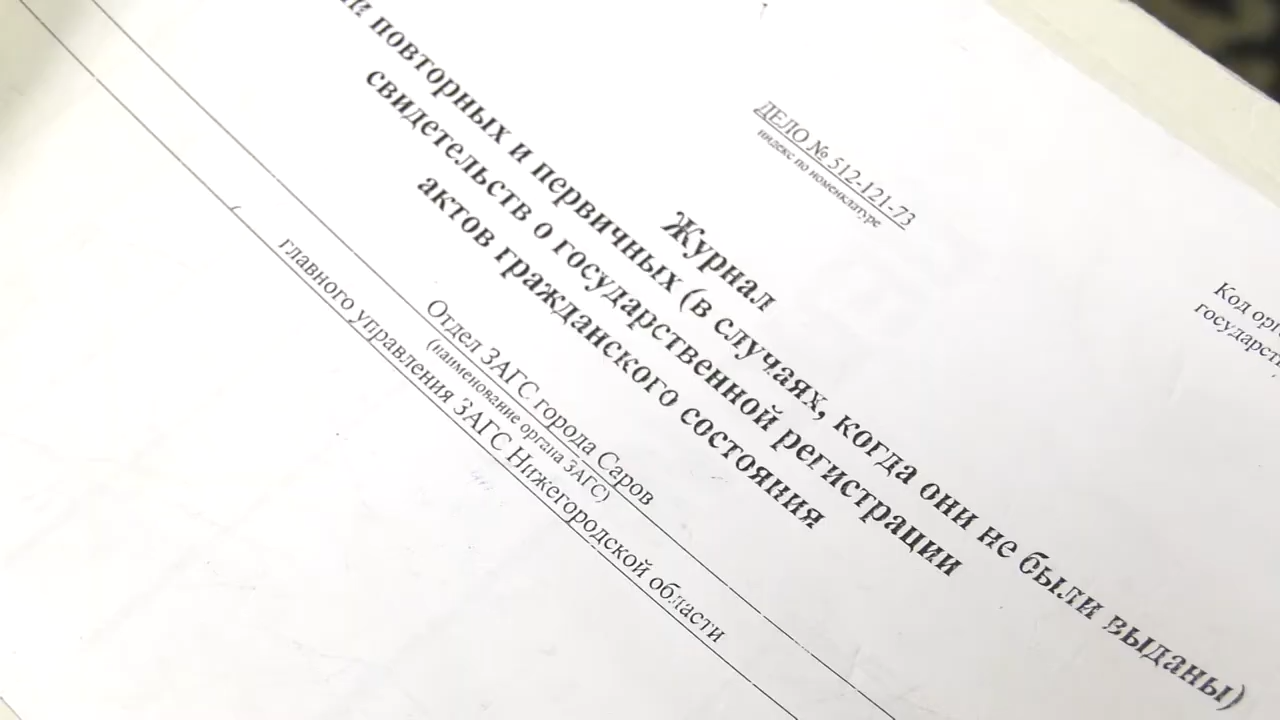 ДЕЛО № 512-121-73
индекс по номенклатуре
Код
государст
Журнал
повторных и первичных (в случаях, когда они не были выданы)
свидетельств о государственной регистрации
актов гражданского состояния
Отдел ЗАГС города Саров
(наименование органа ЗАГС)
главного управления ЗАГС Нижегородской области